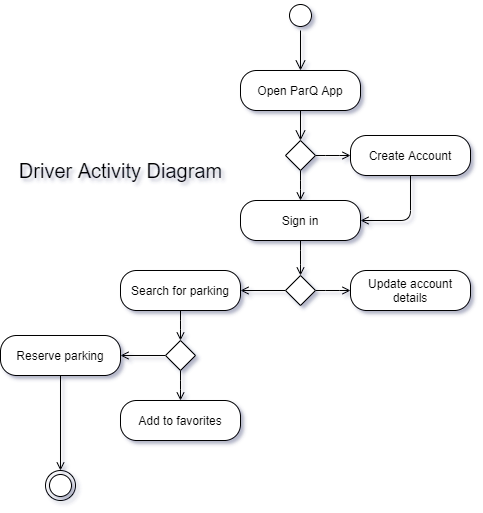 Open ParQ App
Create Account
Driver Activity Diagram
Sign in
Search for parking
Update account
details
Reserve parking
Add to favorites